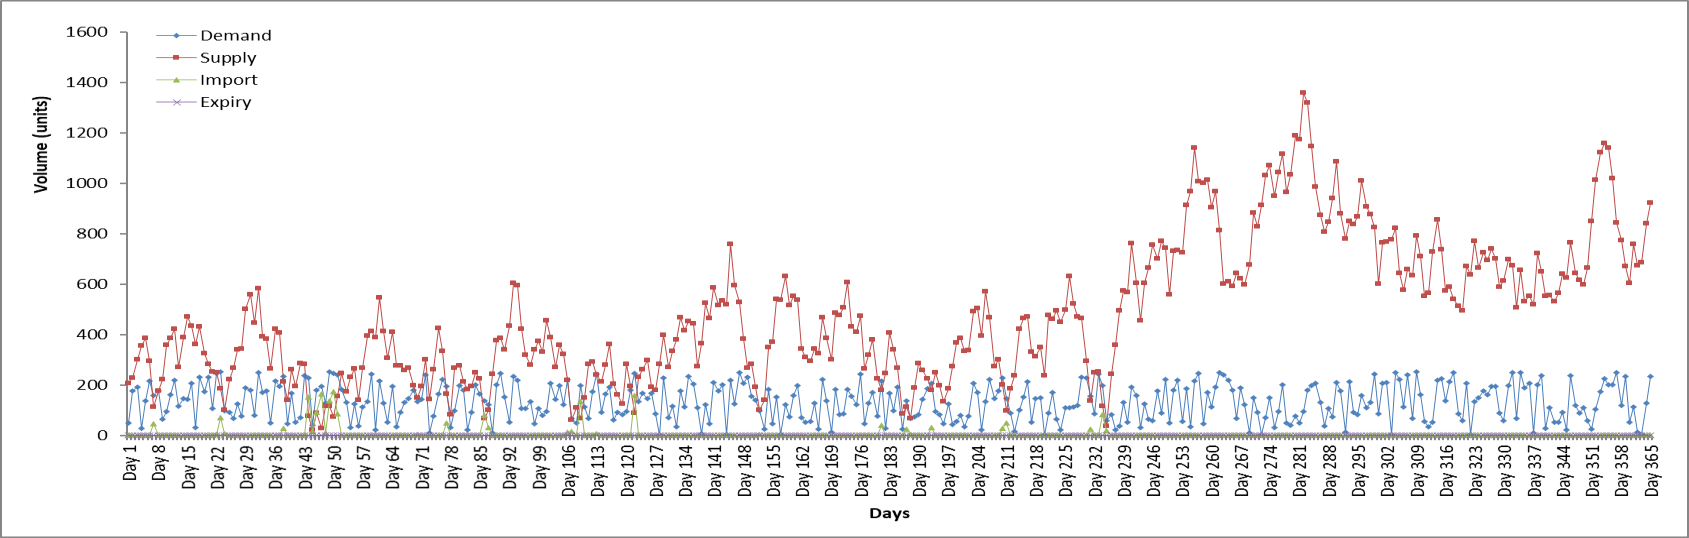 1600
1400
1200
1000
800
600
400
200
0
Volume (units)
Demand
Supply
Import
Expiry
Day 1
Day 8
Day 15
Day 22
Day 29
Day 36
Day 43
Day 50
Day 57
Day 64
Day 71
Day 78
Day 85
Day 92
Day 99
Day 106
Day 113
Day 120
Day 127
Day 134
Day 141
Day 148
Day 155
Day 162
Day 169
Day 176
Day 183
Day 190
Day 197
Day 204
Day 211
Day 218
Day 225
Day 232
Day 239
Day 246
Day 253
Day 260
Day 267
Day 274
Day 281
Day 288
Day 295
Day 302
Day 309
Day 316
Day 323
Day 330
Day 337
Day 344
Day 351
Day 358
Day 365
Days